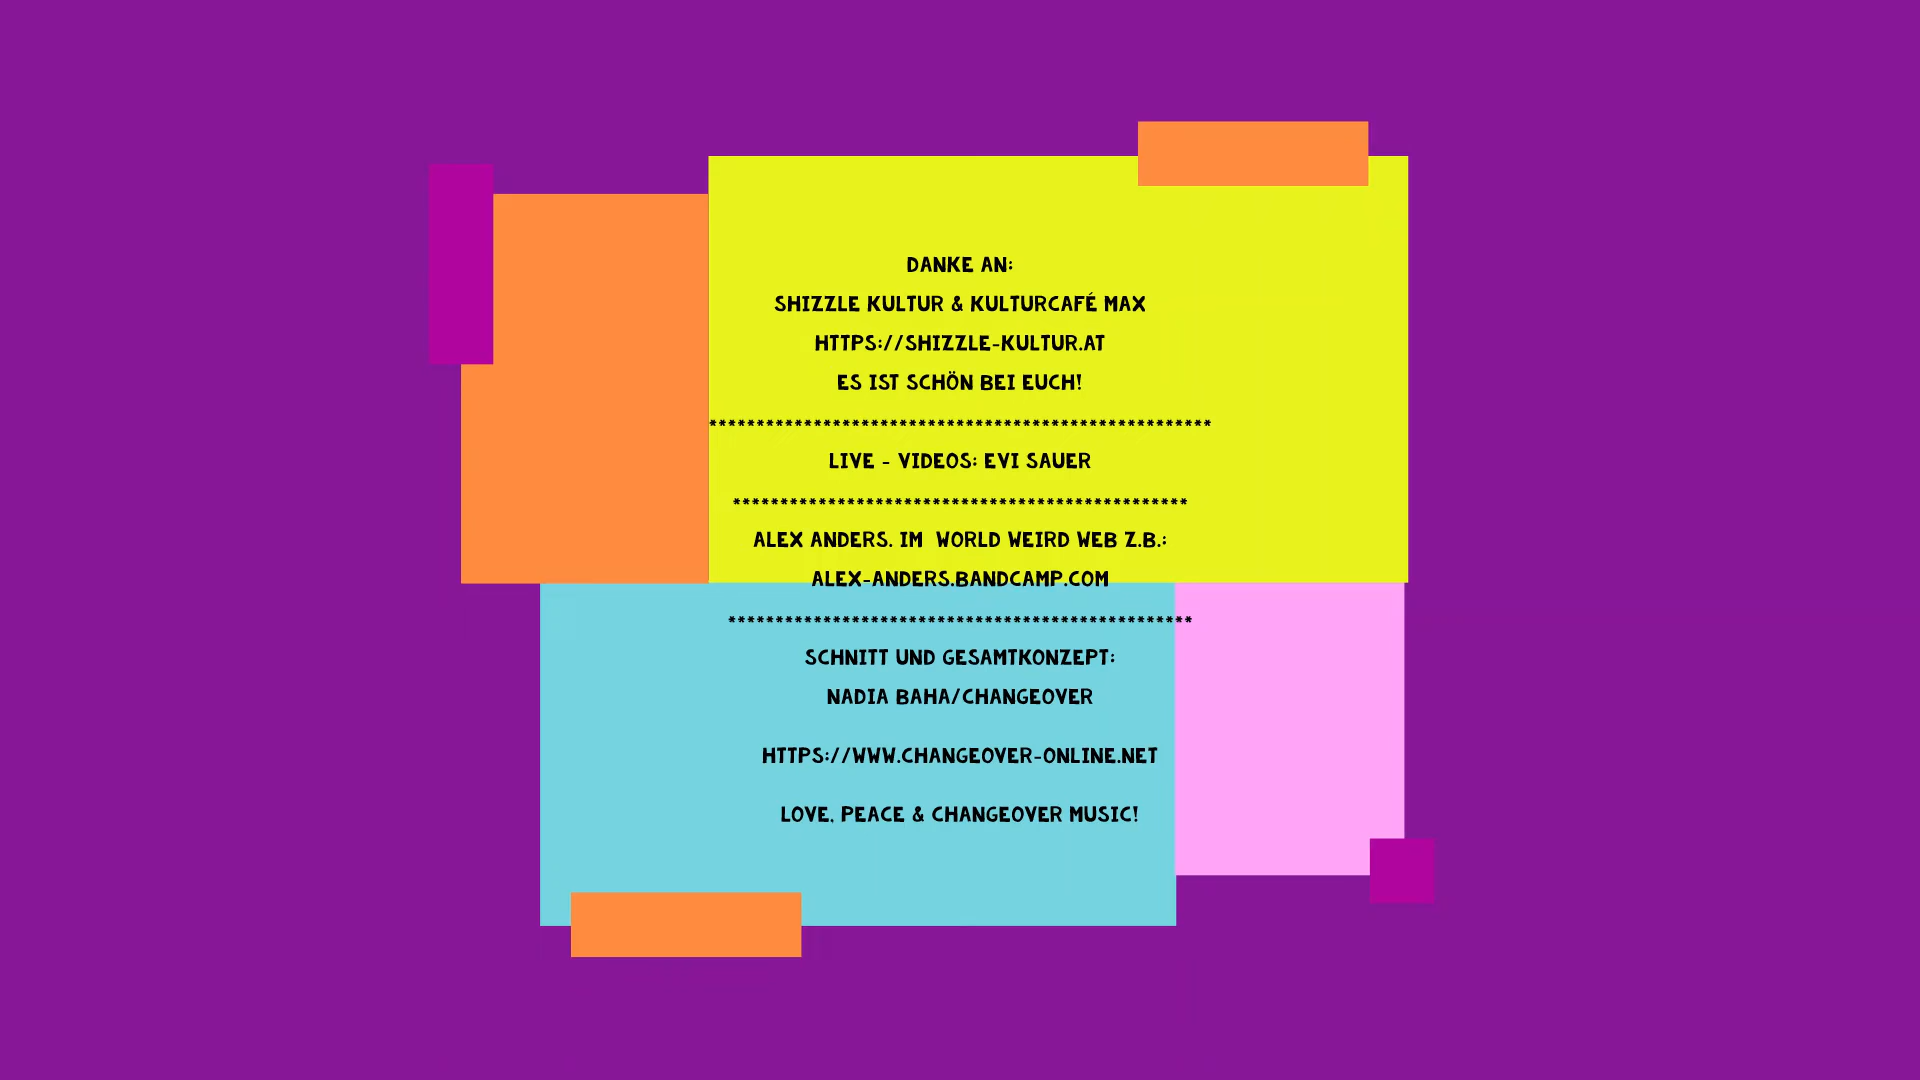 DANKE AN:
SHIZZLE KULTUR & KULTURCAFÉ MAX
HTTPS://SHIZZLE-KULTUR.AT
ES IST SCHÖN BEI EUCH!
*****************************************************
LIVE - VIDEOS: EVI SAUER
************************************************
ALEX ANDERS. IM  WORLD WEIRD WEB Z.B.:
ALEX-ANDERS.BANDCAMP.COM
*************************************************
SCHNITT UND GESAMTKONZEPT:
NADIA BAHA/CHANGEOVER
HTTPS://WWW.CHANGEOVER-ONLINE.NET
LOVE, PEACE & CHANGEOVER MUSIC!